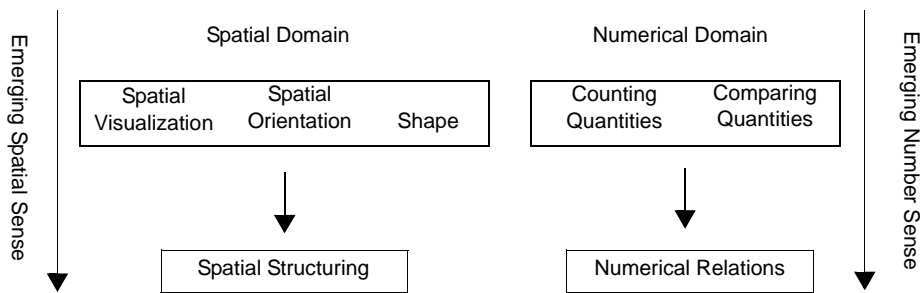 Emerging Spatial Sense
Spatial Domain
Spatial
Visualization
Spatial
Orientation
Shape
Spatial Structuring
Numerical Domain
Counting
Quantities
Comparing
Quantities
Numerical Relations
Emerging Number Sense